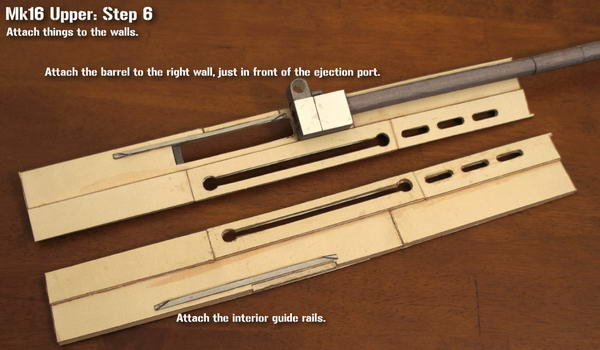 Mk16 Upper: Step 6
Attach things to the walls.
Attach the barrel to the right wall, just in front of the ejection port.
Attach the interior guide rails.